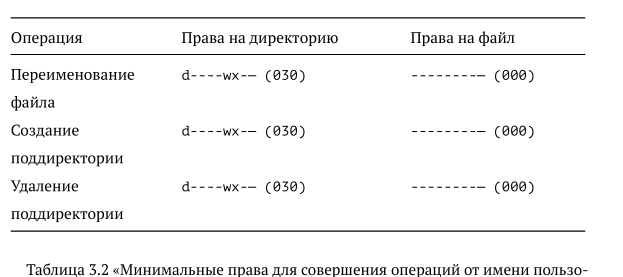 Операция Права на директорию Права на файл
Переименование d----wx-— (030) --------— (000)
файла
Создание d----wx-— (030) --------— (000)
поддиректории
Удаление d----wx-— (030) --------— (000)
поддиректории
Таблица 3.2 «Минимальные права для совершения операций от имени пользо-